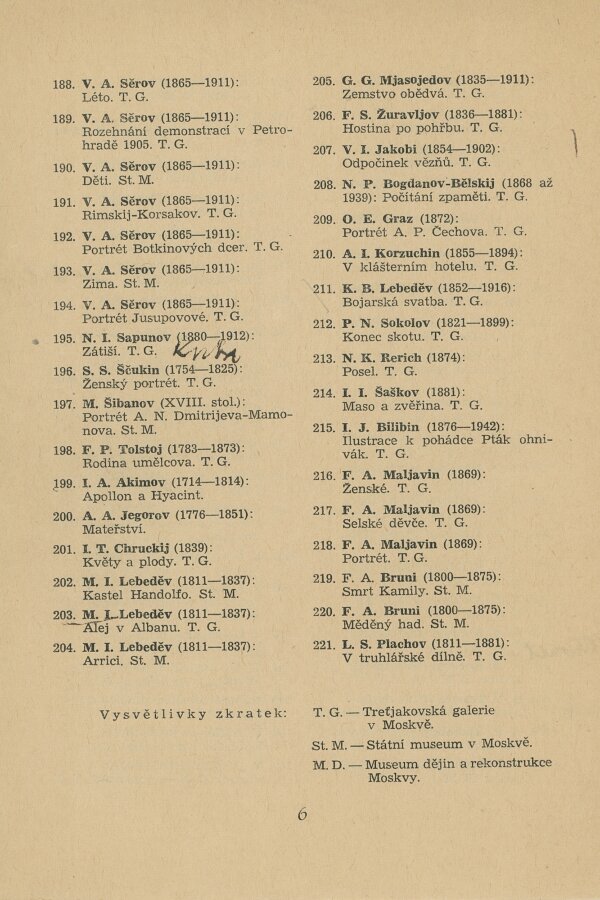 188. V. A. Sěrov (1865—1911):
Léto. T. G.
189. V. A. Sěrov (1865—1911):
Rozehnání demonstrací v Petro-
hradě 1905. T. G.
190. V. A. Sěrov (1865—1911):
Děti. St. M.
191. V. A. Sěrov (1865—1911):
Rimskij-Korsakov. T. G.
192. V. A. Sěrov (1865—1911):
Portrét Botkinových dcer. T. G.
193. V. A. Sěrov (1865—1911):
Zima. St. M.
194. V. A. Sěrov (1865—1911):
Portrét Jusupovové. T. G.
195. N. I. Sapunov (1880—1912):
Zátiší. T. G.
196. S. S. Ščukin (1754—1825):
Ženský portrét. T. G.
197. M. Šibanov (XVIII. stol.):
Portrét A. N. Dmitrijeva-Mamo-
nova. St. M.
198. F. P. Tolstoj (1783—1873):
Rodina umělcova. T. G.
199. I. A. Akimov (1714—1814):
Apollon a Hyacint.
200. A. A. Jegorov (1776—1851):
Mateřství.
201. I. T. Chruckij (1839):
Květy a plody. T. G.
202. M. I. Lebeděv (1811—1837):
Kastel Handolfo. St. M.
203. M. I. Lebeděv (1811—1837):
Alej v Albanu. T. G.
204. M. I. Lebeděv (1811—1837):
Arrici. St. M.
205. G. G. Mjasojedov (1835—1911):
Zemstvo obědvá. T. G.
206. F. S. Žuravljov (1836—1881):
Hostina po pohřbu. T. G.
207. V. I. Jakobi (1854—1902):
Odpočinek vězňů. T. G.
208. N. P. Bogdanov-Bělskij (1868 až
1939): Počítání zpaměti. T. G.
209. O. E. Graz (1872):
Portrét A. P. Čechova. T. G.
210. A. I. Korzuchin (1855—1894):
V klášterním hotelu. T. G.
211. K. B. Lebeděv (1852—1916):
Bojarská svatba. T. G.
212. P. N. Sokolov (1821—1899):
Konec skotu. T. G.
213. N. K. Rerich (1874):
Posel. T. G.
214. I. I. Šaškov (1881):
Maso a zvěřina. T. G.
215. I. J. Bilibin (1876—1942):
Ilustrace k pohádce Pták ohni-
vák. T. G.
216. F. A. Maljavin (1869):
Ženské. T. G.
217. F. A. Maljavin (1869):
Selské děvče. T. G.
218. F. A. Maljavin (1869):
Portrét. T. G.
219. F. A. Bruni (1800—1875):
Smrt Kamily. St. M.
220. F. A. Bruni (1800—1875):
Měděný had. St. M.
221. L. S. Plachov (1811—1881):
V truhlářské dílně. T. G.
Vysvětlivky zkratek:
T. G. — Treťjakovská galerie
v Moskvě.
St. M. — Státní museum v Moskvě.
M. D. — Museum dějin a rekonstrukce
Moskvy.
6